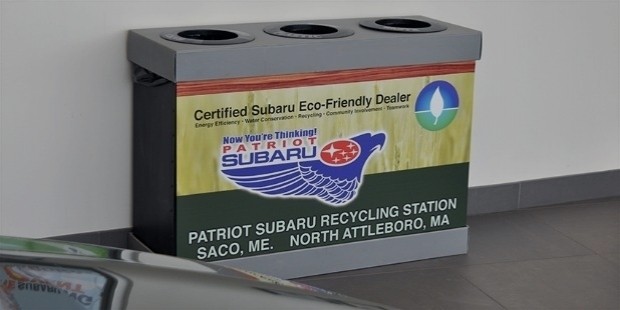 Certified Subaru Eco-Friendly Dealer
Energy Efficiency • Water Conservation • Recycling • Community Involvement • Teamwork
Now You're Thinking!
PATRIOT
SUBARU
PATRIOT SUBARU RECYCLING STATION
SACO, ME. NORTH ATTLEBORO, MA